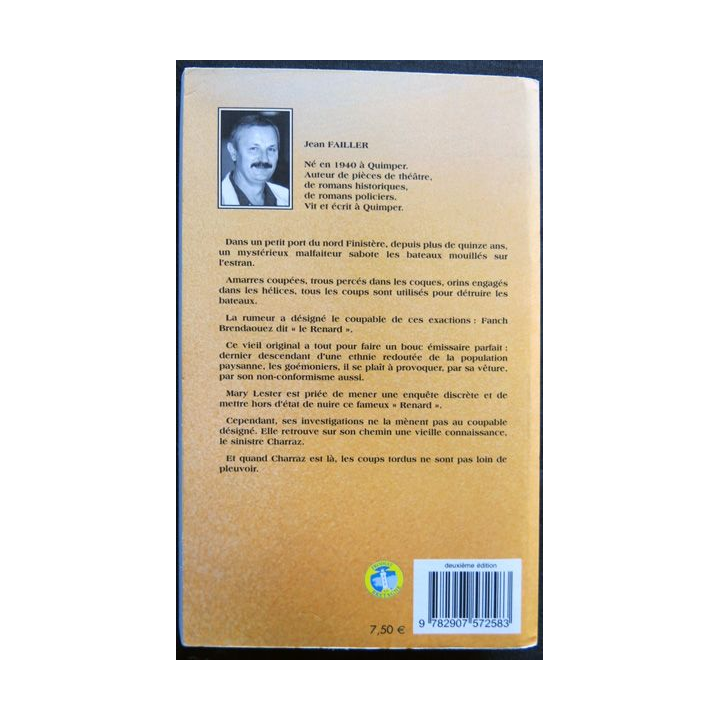 Jean FAILLER
Né en 1940 à Quimper.
Auteur de pièces de théâtre,
de romans historiques,
de romans policiers.
Vit et écrit à Quimper.
Dans un petit port du nord Finistère, depuis plus de quinze ans,
un mystérieux malfaiteur sabote les bateaux mouillés sur
l'estran.
Amarres coupées, trous percés dans les coques, orins engagés
dans les hélices, tous les coups sont utilisés pour détruire les
bateaux.
La rumeur a désigné le coupable de ces exactions : Fanch
Brendaouez dit « le Renard ».
Ce vieil original a tout pour faire un bouc émissaire parfait :
dernier descendant d'une ethnie redoutée de la population
paysanne, les goémoniers, il se plaît à provoquer, par sa vêture,
par son non-conformisme aussi.
Mary Lester est priée de mener une enquête discrète et de
mettre hors d'état de nuire ce fameux « Renard ».
Cependant, ses investigations ne la mènent pas au coupable
désigné. Elle retrouve sur son chemin une vieille connaissance,
le sinistre Charraz.
Et quand Charraz est là, les coups tordus ne sont pas loin de
pleuvoir.
deuxième édition
9 782907 572583
7,50 €